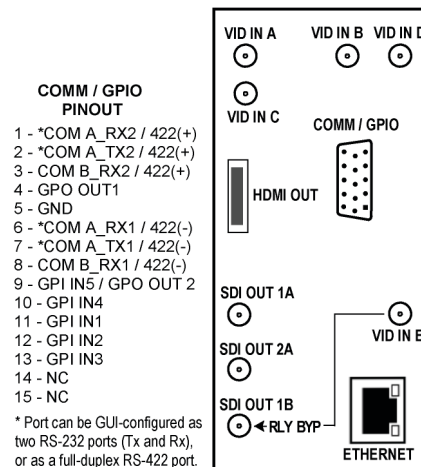 COMM / GPIO
PINOUT
1 - *COM A_RX2 / 422(+)
2 - *COM A_TX2 / 422(+)
3 - COM B_RX2 / 422(+)
4 - GPO OUT1
5 - GND
6 - *COM A_RX1 / 422(-)
7 - *COM A_TX1 / 422(-)
8 - COM B_RX1 / 422(-)
9 - GPI IN5 / GPO OUT 2
10 - GPI IN4
11 - GPI IN1
12 - GPI IN2
13 - GPI IN3
14 - NC
15 - NC
* Port can be GUI-configured as
two RS-232 ports (Tx and Rx),
or as a full-duplex RS-422 port.
VID IN A
VID IN B
VID IN D
VID IN C
COMM / GPIO
HDMI OUT
SDI OUT 1A
VID IN E
SDI OUT 2A
SDI OUT 1B
RLY BYP
ETHERNET